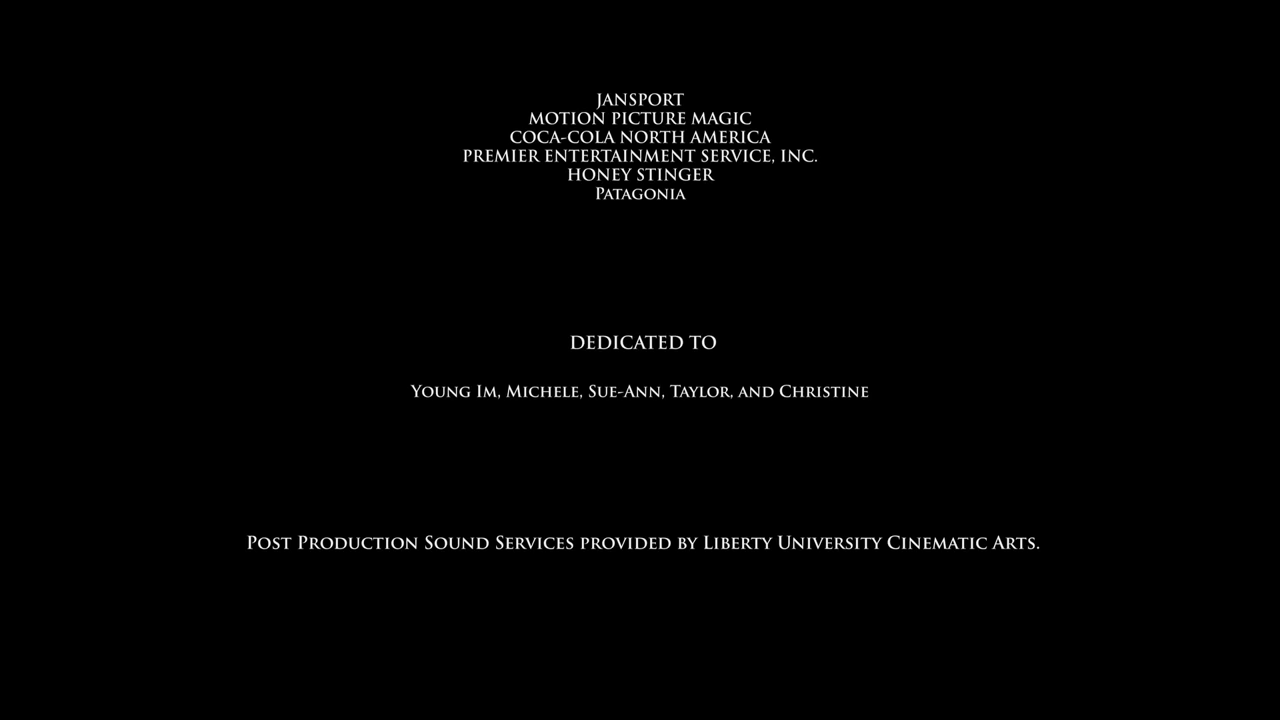 JANSPORT
MOTION PICTURE MAGIC
COCA-COLA NORTH AMERICA
PREMIER ENTERTAINMENT SERVICE, INC.
HONEY STINGER
Patagonia
DEDICATED TO
Young Im, Michele, Sue-Ann, Taylor, and Christine
Post Production Sound Services provided by Liberty University Cinematic Arts.